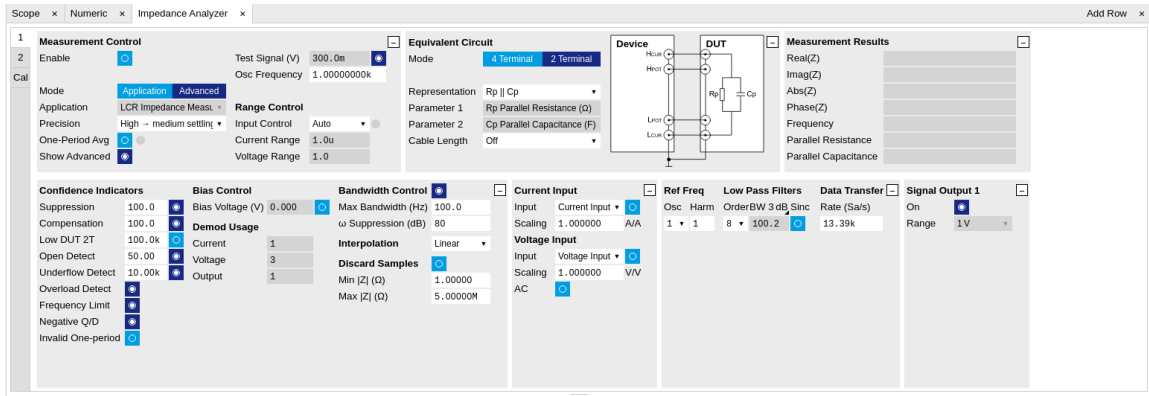 Scope × Numeric × Impedance Analyzer × Add Row ×
1
2
Cal
Measurement Control
Enable
Test Signal (V) 300.0m
Osc Frequency 1.00000000k
Mode Application Advanced
Application LCR Impedance Measu
Precision High → medium settling
One-Period Avg
Show Advanced
Range Control
Input Control Auto
Current Range 1.0u
Voltage Range 1.0
Equivalent Circuit
Mode 4 Terminal 2 Terminal
Representation Rp || Cp
Parameter 1 Rp Parallel Resistance (Ω)
Parameter 2 Cp Parallel Capacitance (F)
Cable Length Off
Device DUT
HCUR
HPOT
Rp Cp
LPOT
LCUR
Measurement Results
Real(Z)
Imag(Z)
Abs(Z)
Phase(Z)
Frequency
Parallel Resistance
Parallel Capacitance
Confidence Indicators
Suppression 100.0
Compensation 100.0
Low DUT 2T 100.0k
Open Detect 50.00
Underflow Detect 10.00k
Overload Detect
Frequency Limit
Negative Q/D
Invalid One-period
Bias Control
Bias Voltage (V) 0.000
Demod Usage
Current 1
Voltage 3
Output 1
Bandwidth Control
Max Bandwidth (Hz) 100.0
ω Suppression (dB) 80
Interpolation Linear
Discard Samples
Min |Z| (Ω) 1.00000
Max |Z| (Ω) 5.00000M
Current Input
Input Current Input
Scaling 1.000000 A/A
Voltage Input
Input Voltage Input
Scaling 1.000000 V/V
AC
Ref Freq Low Pass Filters Data Transfer
Osc Harm Order BW 3 dB Sinc Rate (Sa/s)
1 1 8 100.2 13.39k
Signal Output 1
On
Range 1 V